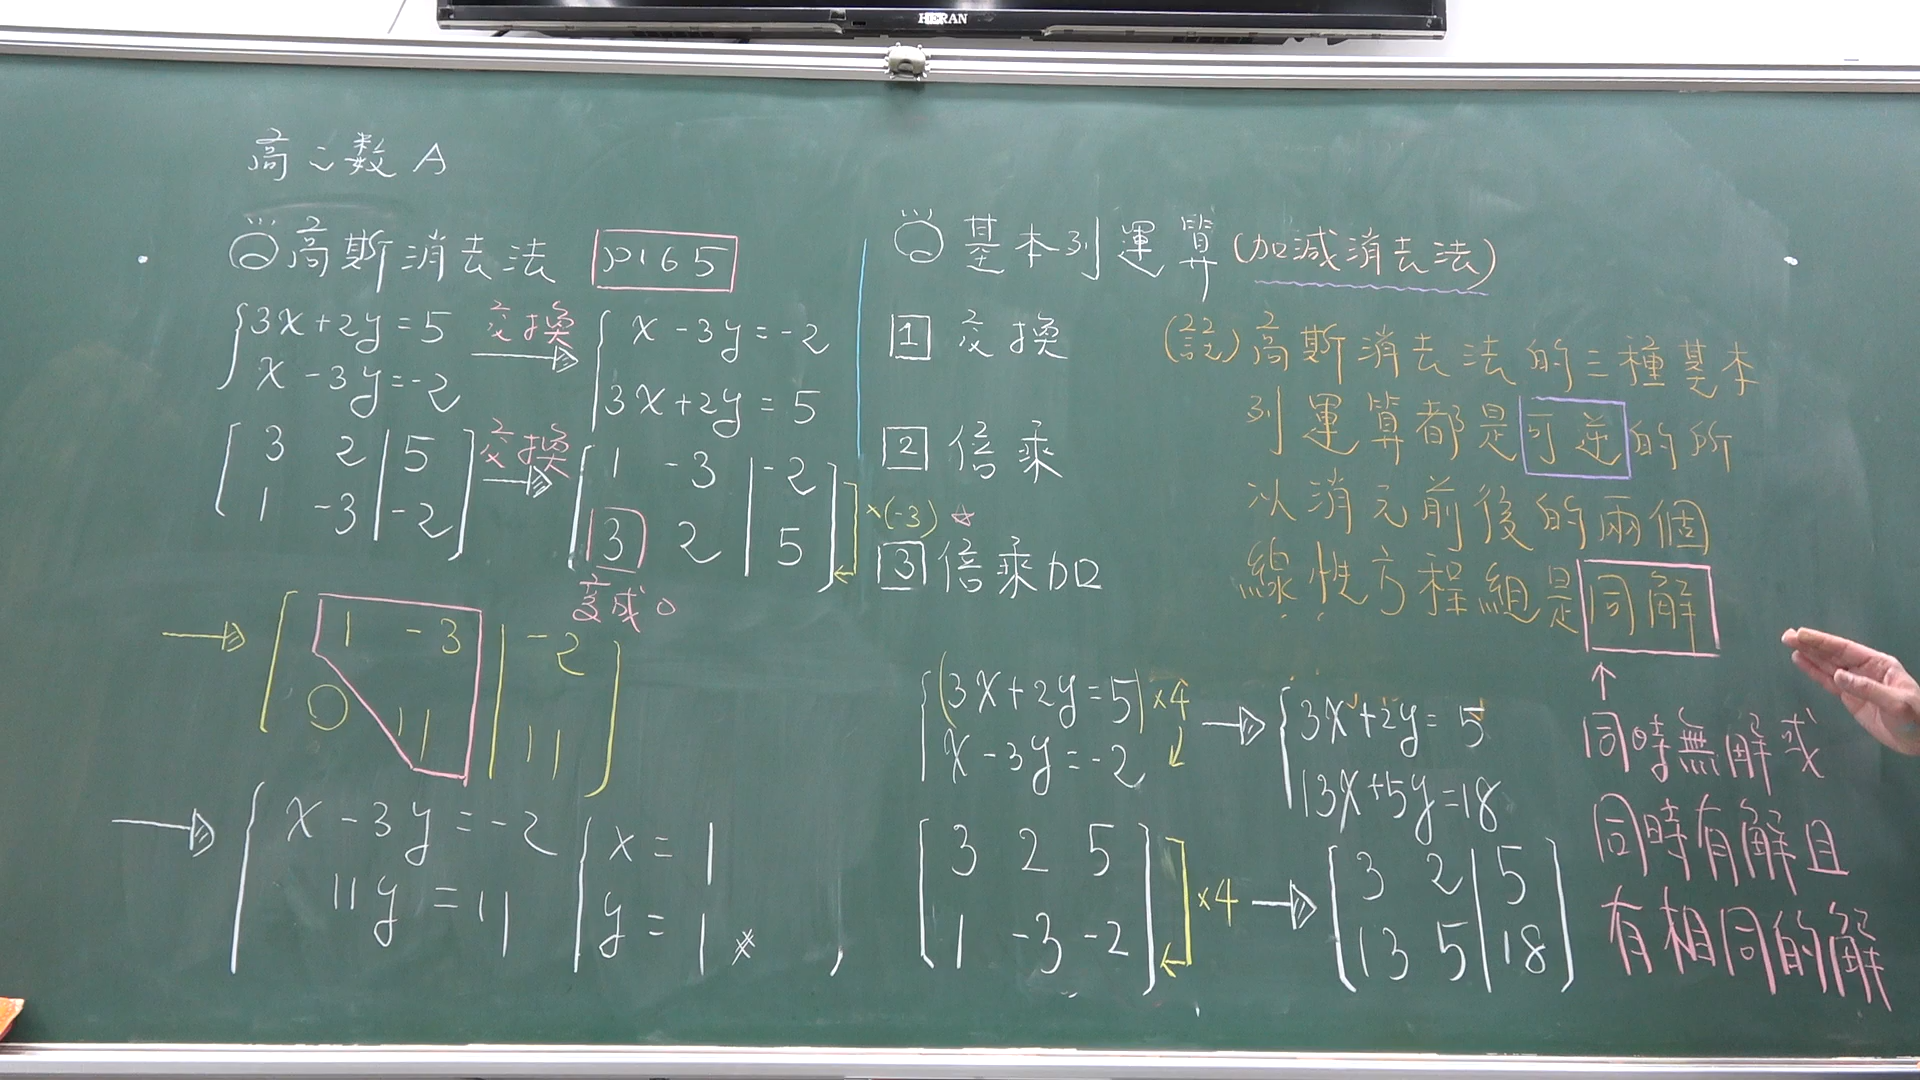 HERAN
高二數A
高斯消去法 P165
3x+2y=5
x-3y=-2
交換
x-3y=-2
3x+2y=5
3 2 5
1 -3 -2
交換
1 -3 -2
3 2 5
×(-3)
變成0
1 -3 -2
0 11 11
x-3y=-2
11y=11
x=1
y=1
基本列運算(加減消去法)
1 交換
2 倍乘
3 倍乘加
(註)高斯消去法的三種基本
列運算都是可逆的所
以消元前後的兩個
線性方程組是同解
↑
同時無解或
同時有解且
有相同的解
(3x+2y=5)×4
x-3y=-2
3x+2y=5
13x+5y=18
3 2 5
1 -3 -2
×4
3 2 5
13 5 18